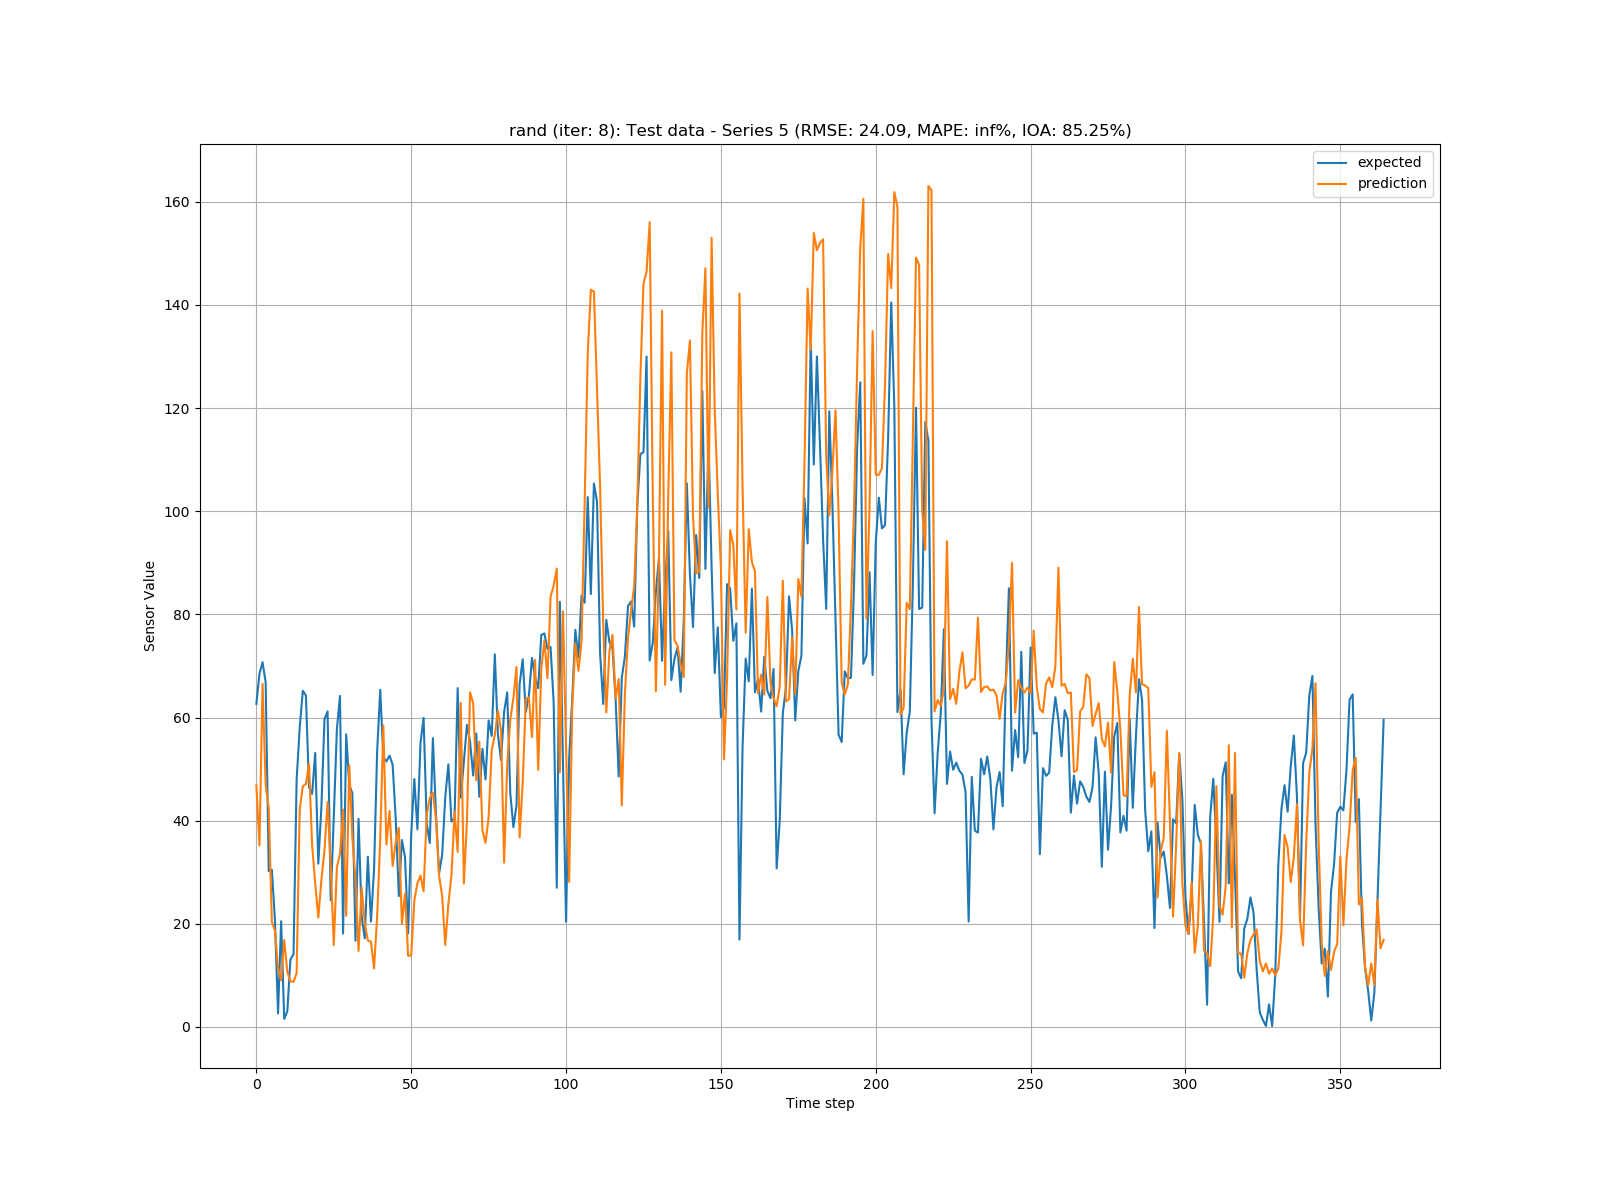 rand (iter: 8): Test data - Series 5 (RMSE: 24.09, MAPE: inf%, IOA: 85.25%)
expected
prediction
160
140
120
100
80
60
40
20
0
Sensor Value
0 50 100 150 200 250 300 350
Time step